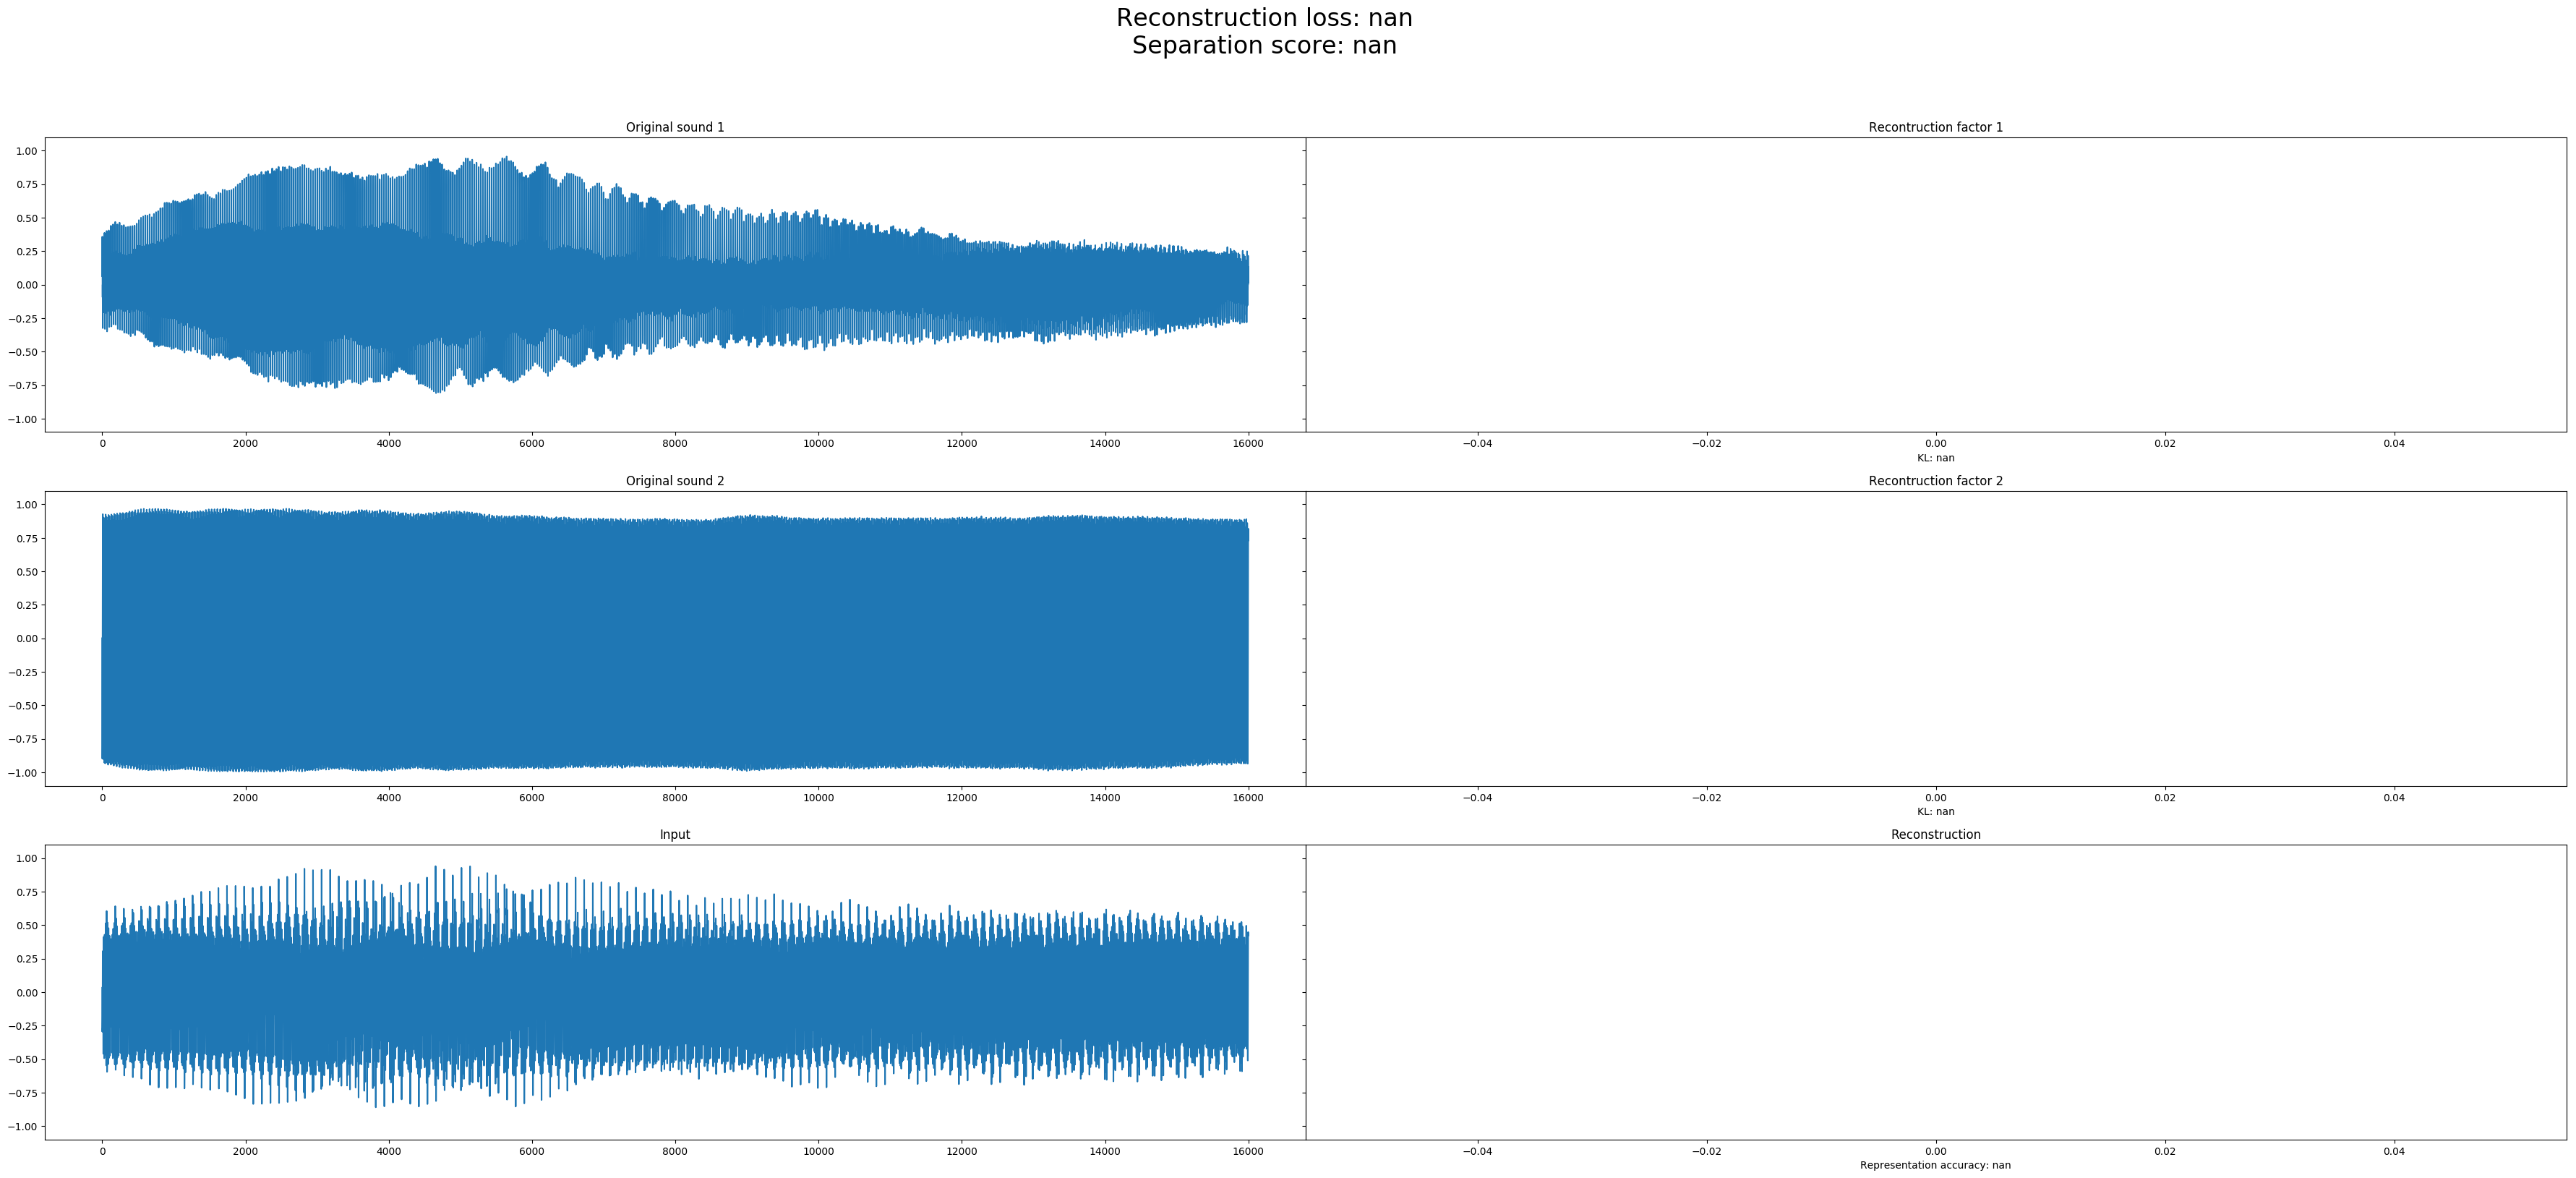 Reconstruction loss: nan
Separation score: nan
Original sound 1
Recontruction factor 1
1.00
0.75
0.50
0.25
0.00
−0.25
−0.50
−0.75
−1.00
0 2000 4000 6000 8000 10000 12000 14000 16000
−0.04 −0.02 0.00 0.02 0.04
KL: nan
Original sound 2
Recontruction factor 2
1.00
0.75
0.50
0.25
0.00
−0.25
−0.50
−0.75
−1.00
0 2000 4000 6000 8000 10000 12000 14000 16000
−0.04 −0.02 0.00 0.02 0.04
KL: nan
Input
Reconstruction
1.00
0.75
0.50
0.25
0.00
−0.25
−0.50
−0.75
−1.00
0 2000 4000 6000 8000 10000 12000 14000 16000
−0.04 −0.02 0.00 0.02 0.04
Representation accuracy: nan